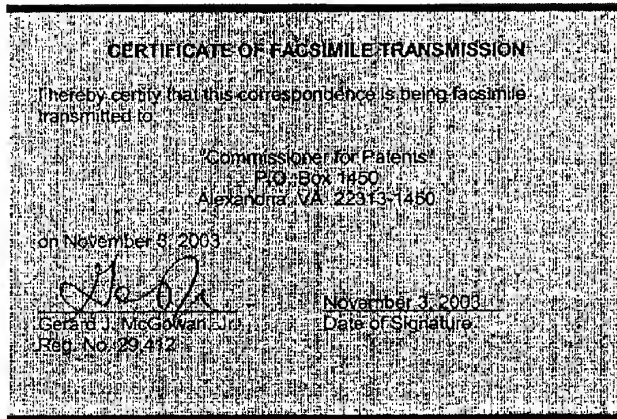 CERTIFICATE OF FACSIMILE TRANSMISSION
I hereby certify that this correspondence is being facsimile
transmitted to:
"Commissioner for Patents"
P.O. Box 1450
Alexandria, VA 22313-1450
on November 3, 2003
November 3, 2003
Gerard J. McGowan, Jr.
Date of Signature
Reg. No. 29,412